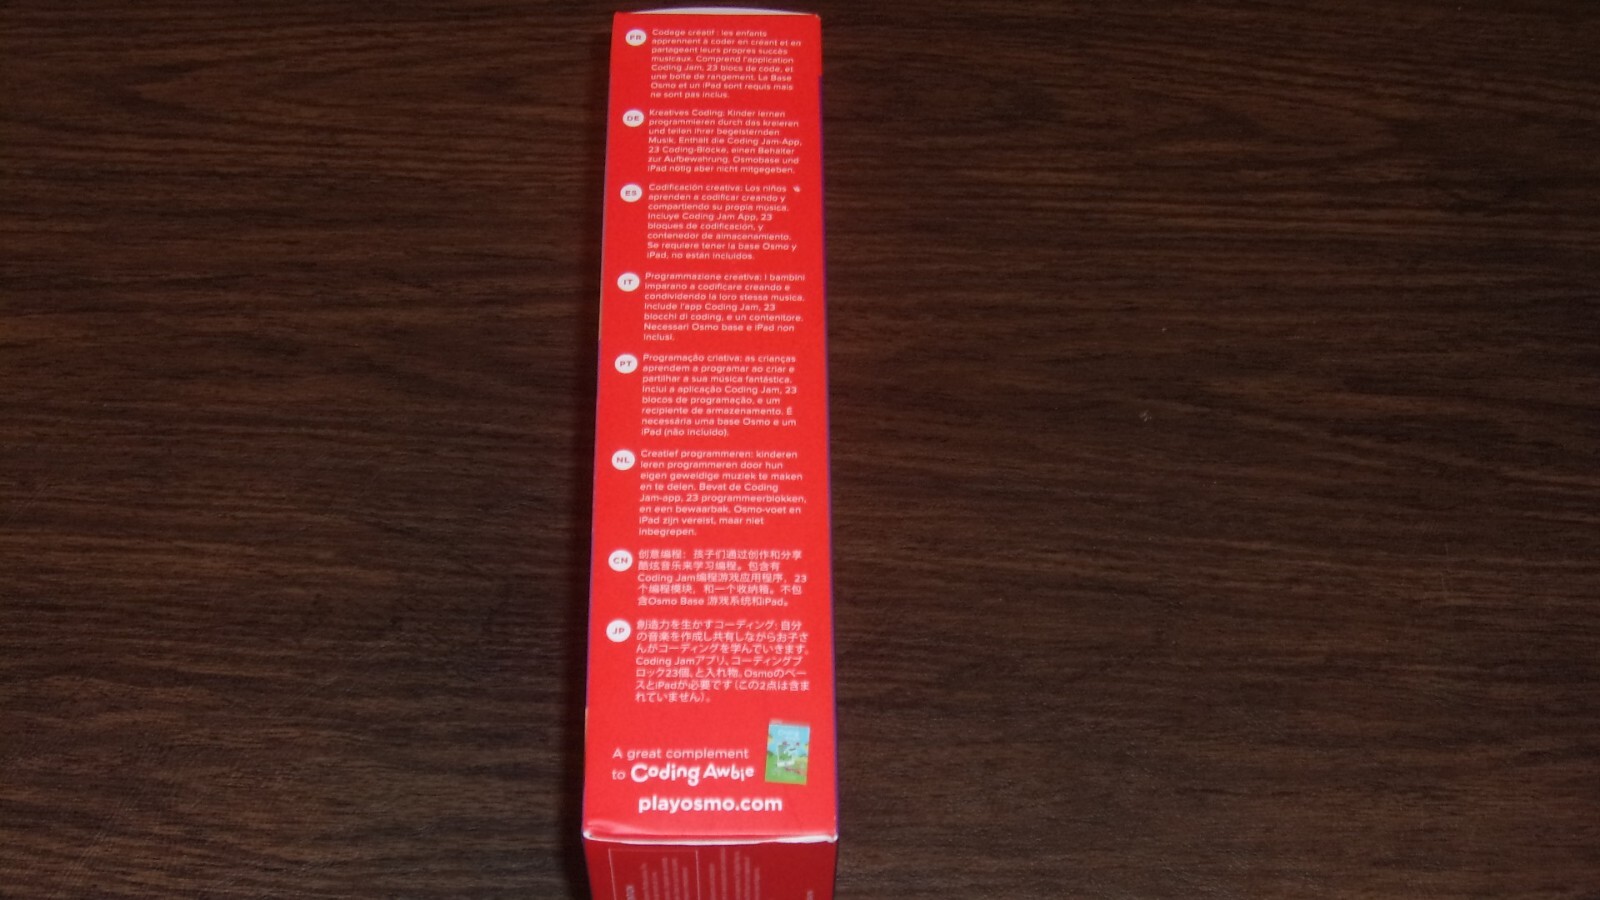 FR
Codage créatif : les enfants
apprennent à coder en créant et en
partageant leurs propres succès
musicaux. Comprend l'application
Coding Jam, 23 blocs de code, et
une boîte de rangement. La Base
Osmo et un iPad sont requis mais
ne sont pas inclus.
DE
Kreatives Coding: Kinder lernen
programmieren durch das kreieren
und teilen ihrer begeisternden
Musik. Enthält die Coding Jam-App,
23 Coding-Blöcke, einen Behälter
zur Aufbewahrung. Osmobase und
iPad nötig aber nicht mitgegeben.
ES
Codificación creativa: Los niños
aprenden a codificar creando y
compartiendo su propia música.
Incluye Coding Jam App, 23
bloques de codificación, y
contenedor de almacenamiento.
Se requiere tener la base Osmo y
iPad, no están incluidos.
IT
Programmazione creativa: i bambini
imparano a codificare creando e
condividendo la loro stessa musica.
Include l'app Coding Jam, 23
blocchi di coding, e un contenitore.
Necessari Osmo base e iPad non
inclusi.
PT
Programação criativa: as crianças
aprendem a programar ao criar e
partilhar a sua música fantástica.
Inclui a aplicação Coding Jam, 23
blocos de programação, e um
recipiente de armazenamento. É
necessária uma base Osmo e um
iPad (não incluído).
NL
Creatief programmeren: kinderen
leren programmeren door hun
eigen geweldige muziek te maken
en te delen. Bevat de Coding
Jam-app, 23 programmeerblokken,
en een bewaarbak. Osmo-voet en
iPad zijn vereist, maar niet
inbegrepen.
CN
创意编程：孩子们通过创作和分享
酷炫音乐来学习编程。包含有
Coding Jam编程游戏应用程序，23
个编程模块，和一个收纳箱。不包
含Osmo Base 游戏系统和iPad。
JP
創造力を生かすコーディング: 自分
の音楽を作成し共有しながらお子さ
んがコーディングを学んでいきます。
Coding Jamアプリ、コーディングブ
ロック23個、と入れ物。Osmoのベー
スとiPadが必要です（この2点は含ま
れていません）。
A great complement
to Coding Awbie
playosmo.com